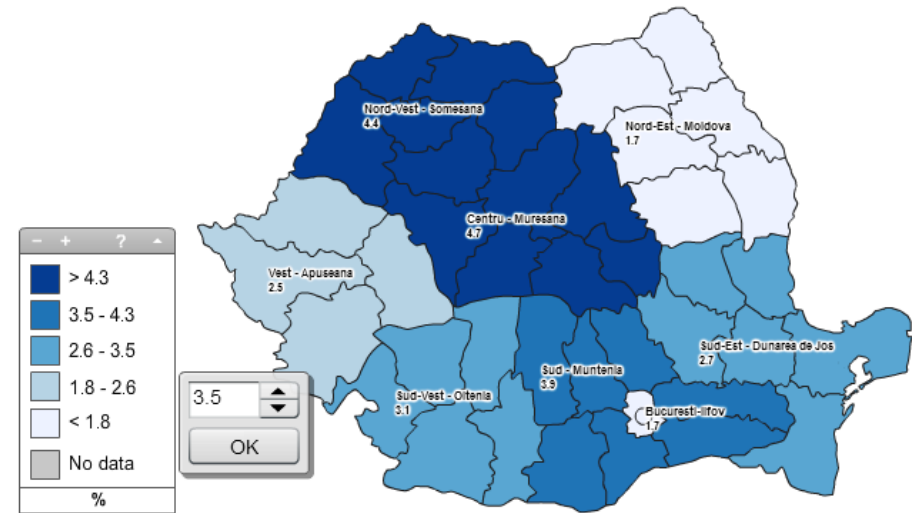 Nord-Vest - Somesana
4.4
Nord-Est - Moldova
1.7
Centru - Muresana
4.7
Vest - Apuseana
2.5
Sud-Est - Dunarea de Jos
2.7
Sud - Muntenia
3.9
Sud-Vest - Oltenia
3.1
Bucuresti-Ilfov
1.7
- + ?
> 4.3
3.5 - 4.3
2.6 - 3.5
1.8 - 2.6
< 1.8
No data
%
3.5
OK